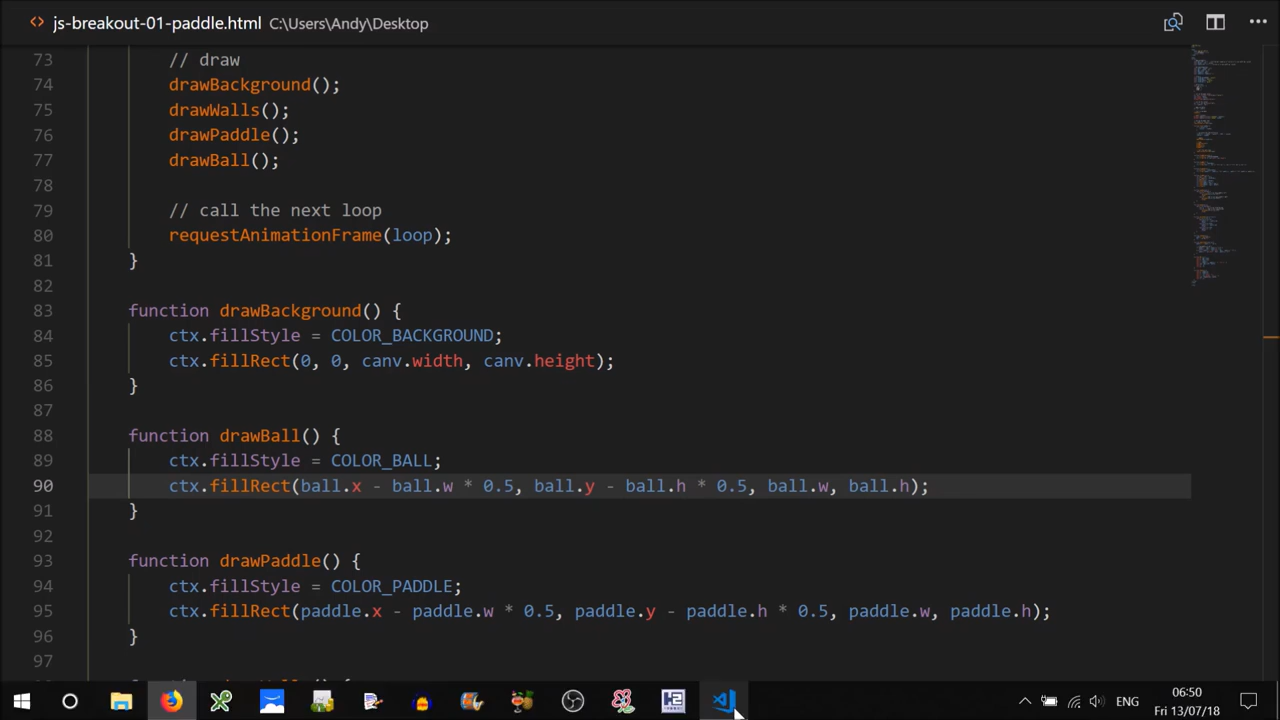 js-breakout-01-paddle.html C:\Users\Andy\Desktop
73 // draw
74 drawBackground();
75 drawWalls();
76 drawPaddle();
77 drawBall();
78
79 // call the next loop
80 requestAnimationFrame(loop);
81 }
82
83 function drawBackground() {
84 ctx.fillStyle = COLOR_BACKGROUND;
85 ctx.fillRect(0, 0, canv.width, canv.height);
86 }
87
88 function drawBall() {
89 ctx.fillStyle = COLOR_BALL;
90 ctx.fillRect(ball.x - ball.w * 0.5, ball.y - ball.h * 0.5, ball.w, ball.h);
91 }
92
93 function drawPaddle() {
94 ctx.fillStyle = COLOR_PADDLE;
95 ctx.fillRect(paddle.x - paddle.w * 0.5, paddle.y - paddle.h * 0.5, paddle.w, paddle.h);
96 }
97
ENG
06:50
Fri 13/07/18